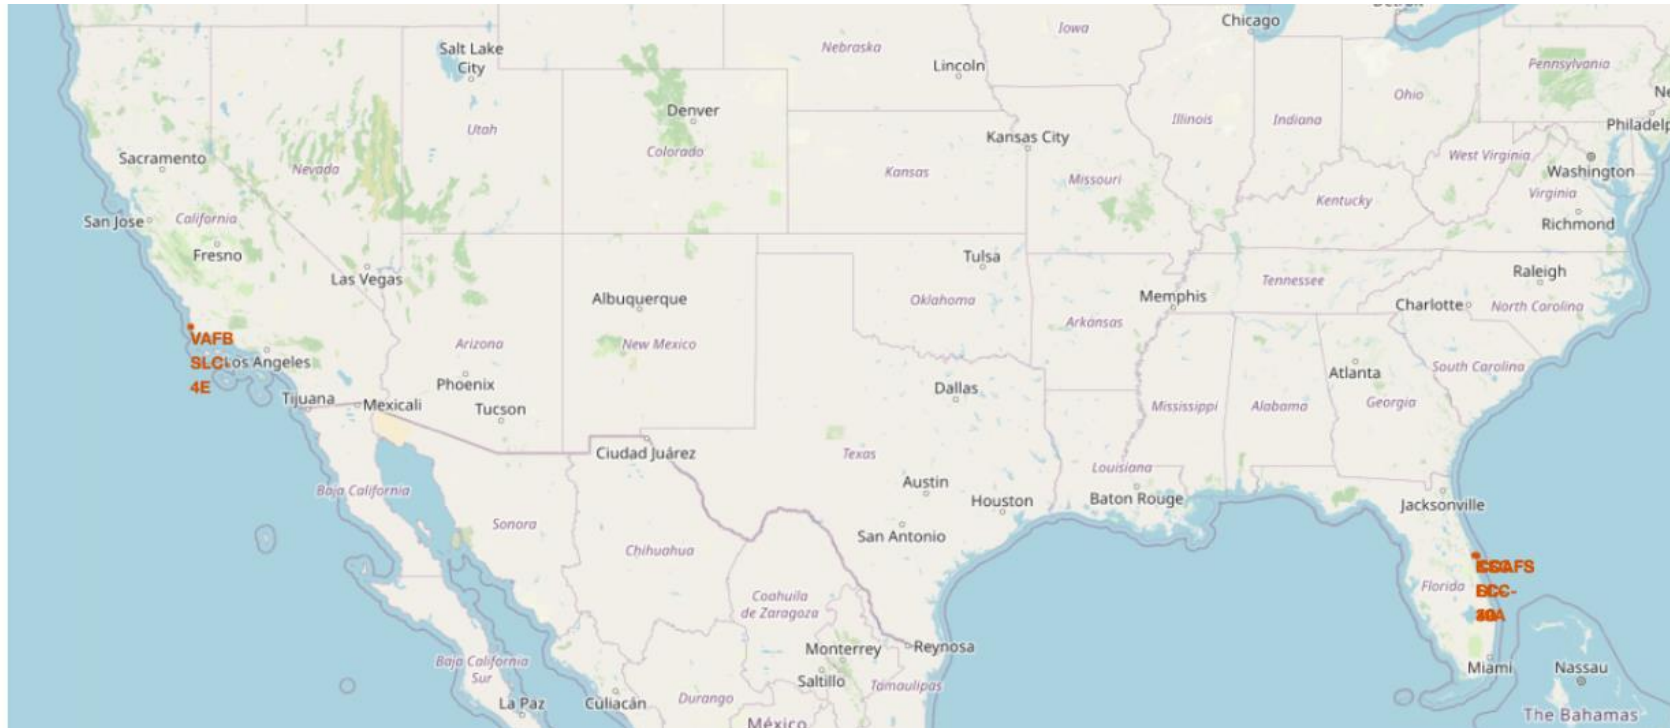 Chicago
Iowa
Nebraska
Salt Lake
City
Lincoln
Pennsylvania
Ohio
Denver
Illinois
Indiana
Philadelp
Utah
Kansas City
Colorado
Sacramento
West Virginia
Nevada
Kansas
Missouri
Washington
Virginia
Kentucky
San Jose
California
Richmond
Fresno
Tulsa
Las Vegas
Raleigh
Tennessee
Albuquerque
Oklahoma
Memphis
Charlotte
North Carolina
Arkansas
VAFB
SLC-
4E
Los Angeles
Arizona
New Mexico
South Carolina
Atlanta
Phoenix
Dallas
Tijuana
Mexicali
Tucson
Mississippi
Alabama
Georgia
Ciudad Juárez
Texas
Louisiana
Baja California
Austin
Houston
Baton Rouge
Jacksonville
Sonora
San Antonio
Chihuahua
Florida
Coahuila
de Zaragoza
Monterrey
Reynosa
Baja California
Sur
Miami
Nassau
Saltillo
Tamaulipas
La Paz
Culiacán
Durango
The Bahamas
México